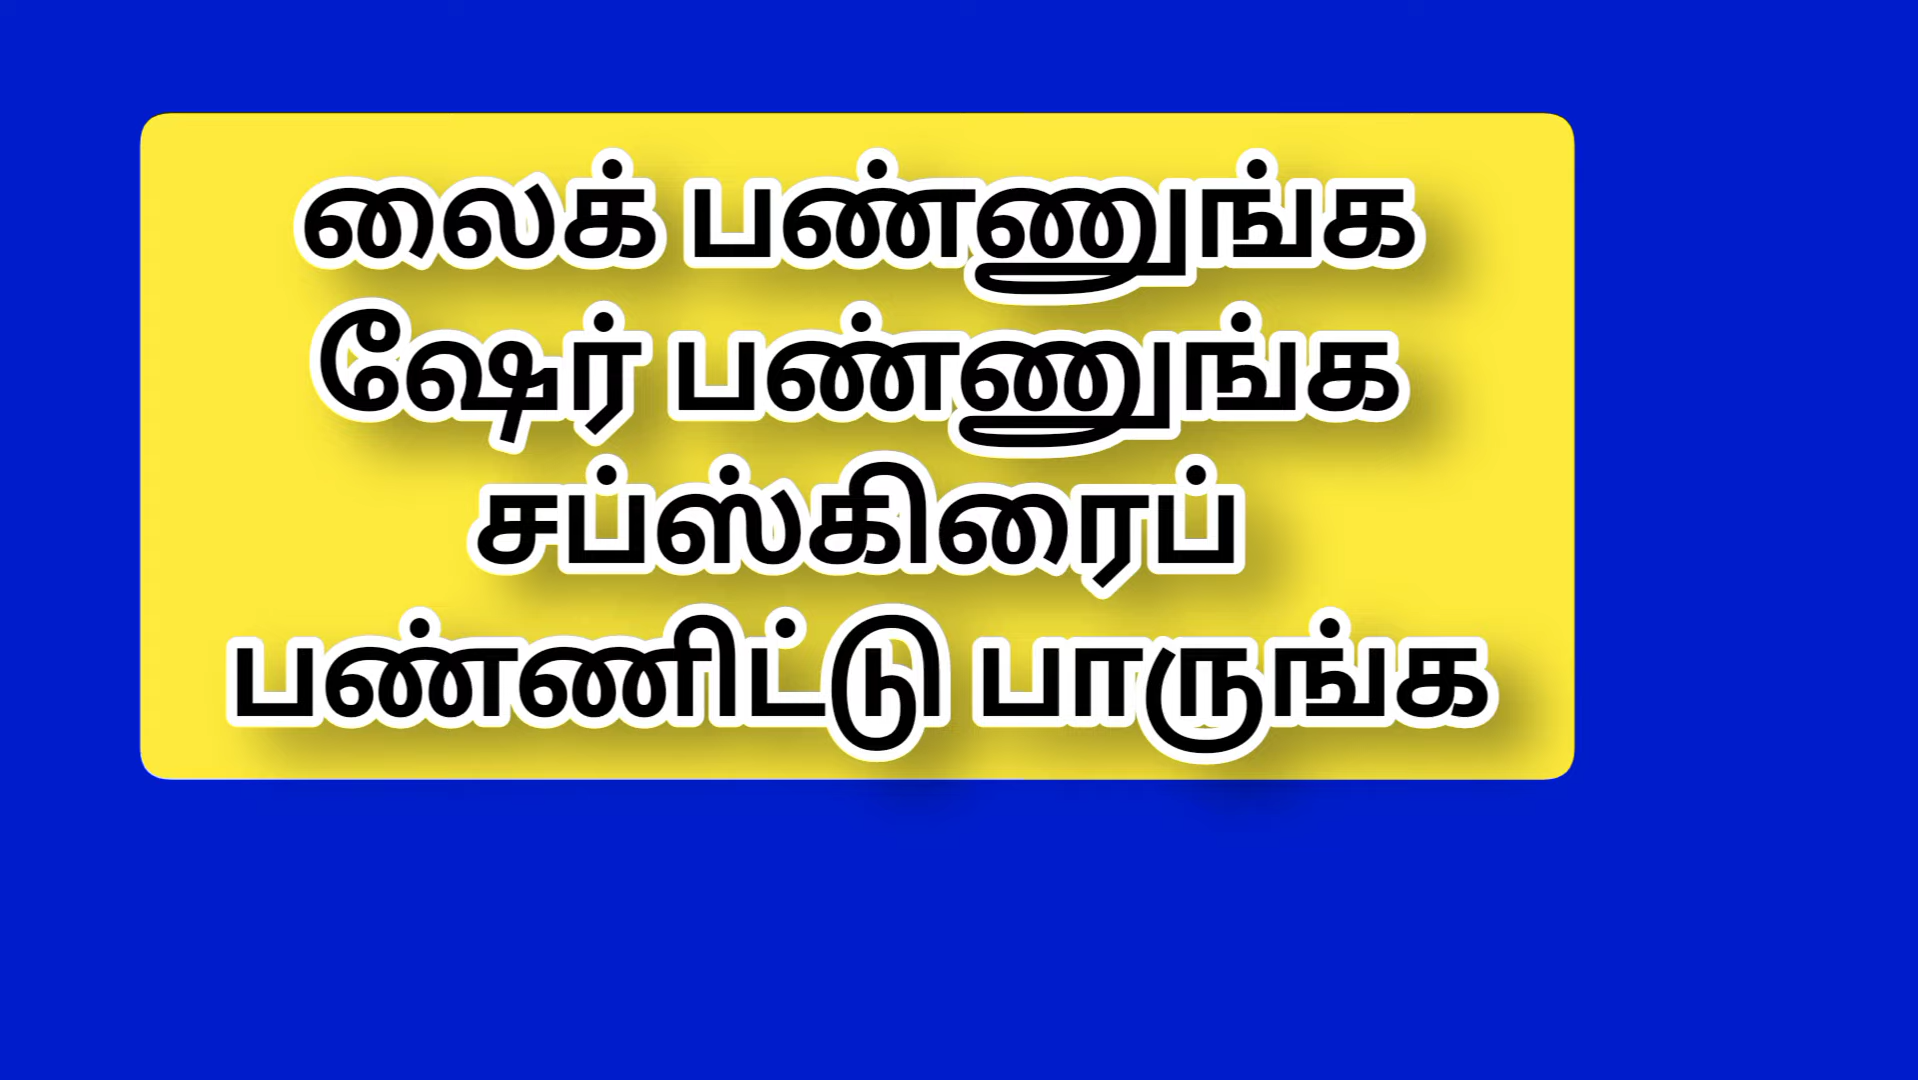 லைக் பண்ணுங்க
ஷேர் பண்ணுங்க
சப்ஸ்கிரைப்
பண்ணிட்டு பாருங்க